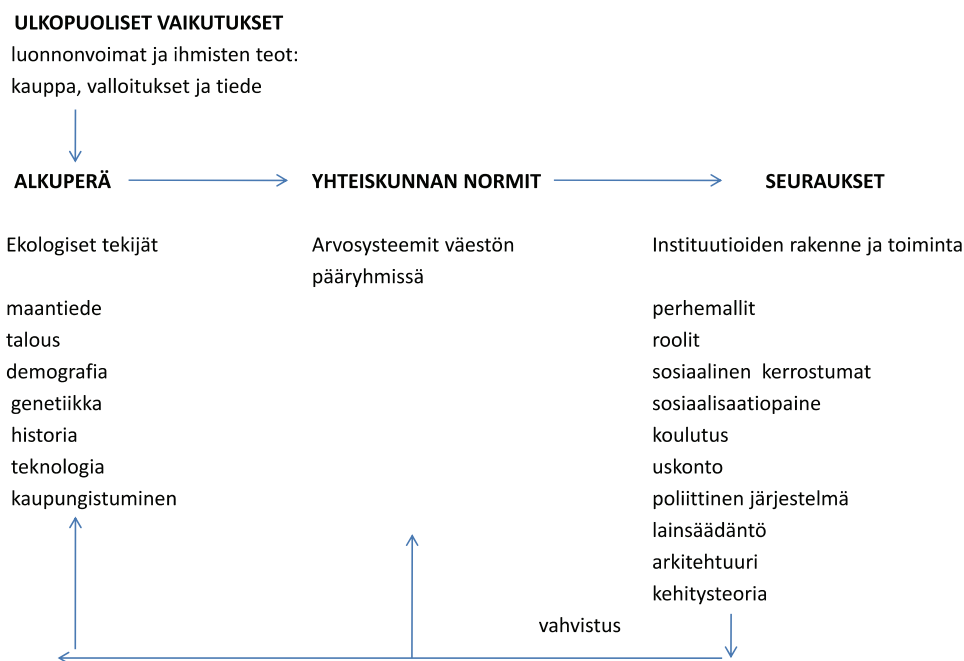 ULKOPUOLISET VAIKUTUKSET
luonnonvoimat ja ihmisten teot:
kauppa, valloitukset ja tiede
ALKUPERÄ
Ekologiset tekijät
maantiede
talous
demografia
genetiikka
historia
teknologia
kaupungistuminen
YHTEISKUNNAN NORMIT
Arvosysteemit väestön
pääryhmissä
SEURAUKSET
Instituutioiden rakenne ja toiminta
perhemallit
roolit
sosiaalinen kerrostumat
sosiaalisaatiopaine
koulutus
uskonto
poliittinen järjestelmä
lainsäädäntö
arkitehtuuri
kehitysteoria
vahvistus